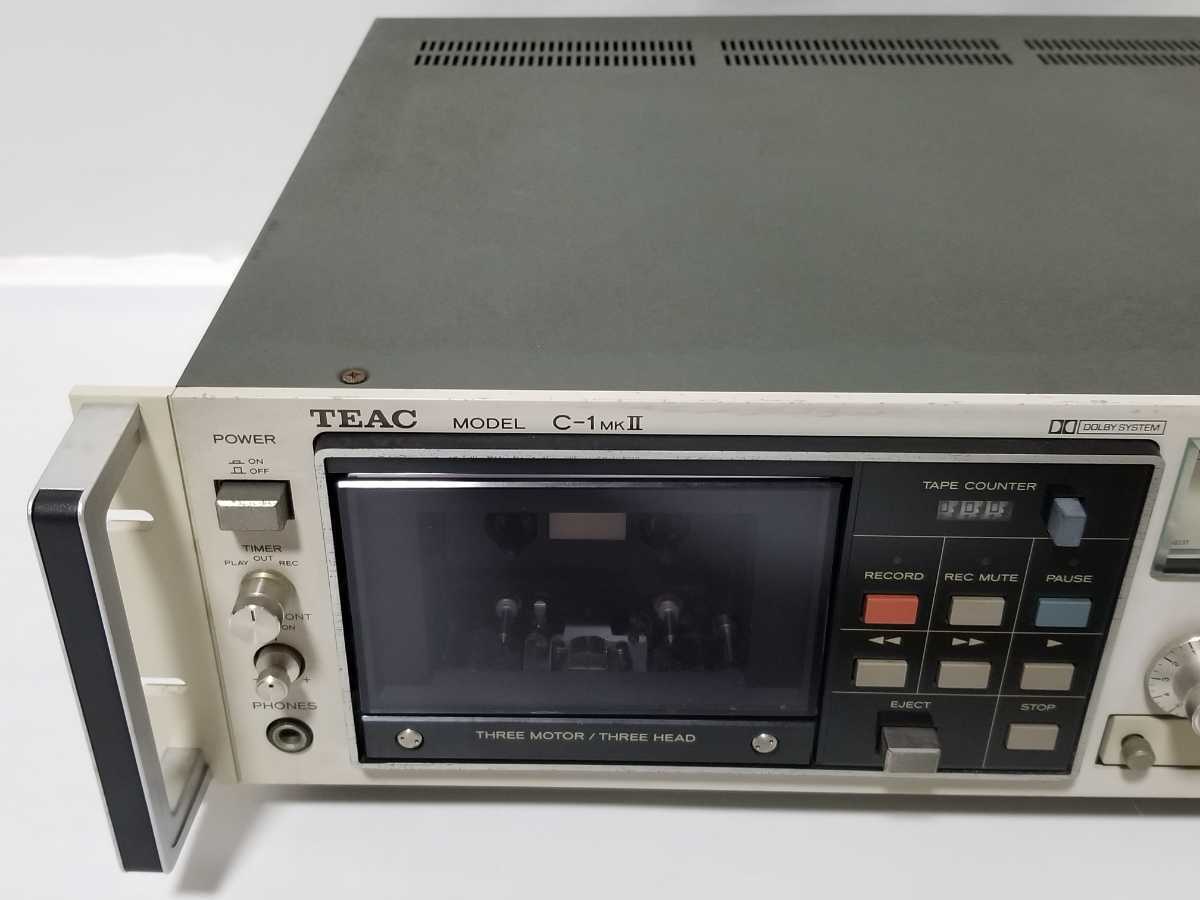 TEAC MODEL C-1 MK II
DOLBY SYSTEM
POWER
ON
OFF
TIMER
OUT
PLAY REC
ON
PHONES
TAPE COUNTER
RECORD REC MUTE PAUSE
EJECT STOP
THREE MOTOR / THREE HEAD